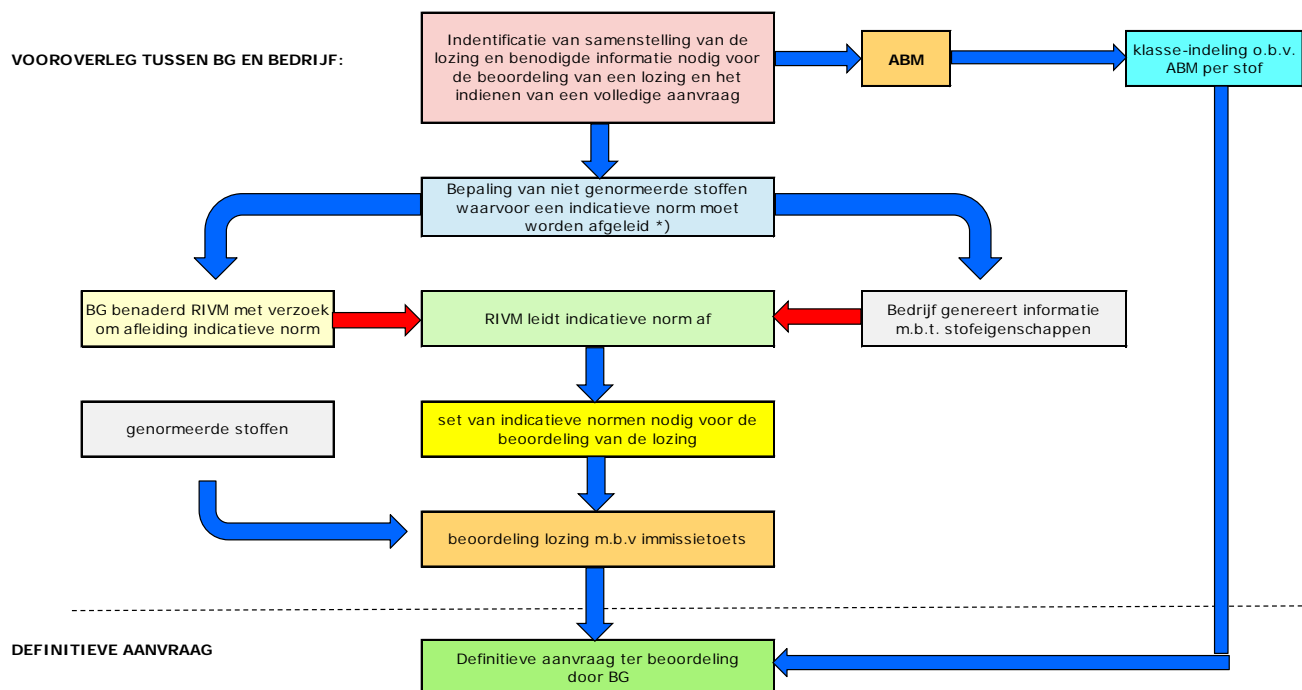 VOOROVERLEG TUSSEN BG EN BEDRIJF:
Indentificatie van samenstelling van de
lozing en benodigde informatie nodig voor
de beoordeling van een lozing en het
indienen van een volledige aanvraag
ABM
klasse-indeling o.b.v.
ABM per stof
Bepaling van niet genormeerde stoffen
waarvoor een indicatieve norm moet
worden afgeleid *)
BG benaderd RIVM met verzoek
om afleiding indicatieve norm
RIVM leidt indicatieve norm af
Bedrijf genereert informatie
m.b.t. stofeigenschappen
genormeerde stoffen
set van indicatieve normen nodig voor de
beoordeling van de lozing
beoordeling lozing m.b.v immissietoets
DEFINITIEVE AANVRAAG
Definitieve aanvraag ter beoordeling
door BG